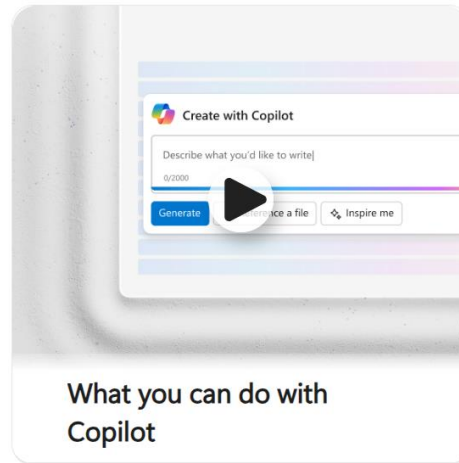 Create with Copilot
Describe what you'd like to write
0/2000
Generate
a file
Inspire me
What you can do with
Copilot